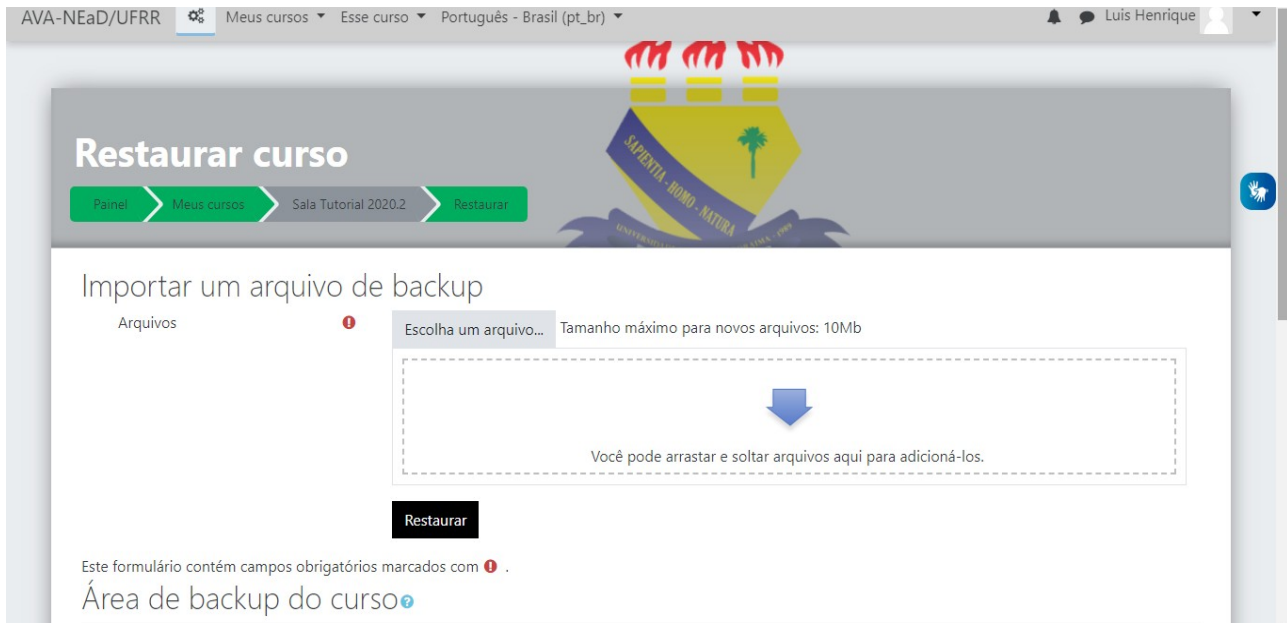 AVA-NEaD/UFRR Meus cursos Esse curso Português - Brasil (pt_br) Luis Henrique
SAPIENTIA - HOMO - NATURA
Restaurar curso
Painel Meus cursos Sala Tutorial 2020.2 Restaurar
Importar um arquivo de backup
Arquivos Escolha um arquivo... Tamanho máximo para novos arquivos: 10Mb
Você pode arrastar e soltar arquivos aqui para adicioná-los.
Restaurar
Este formulário contém campos obrigatórios marcados com .
Área de backup do curso